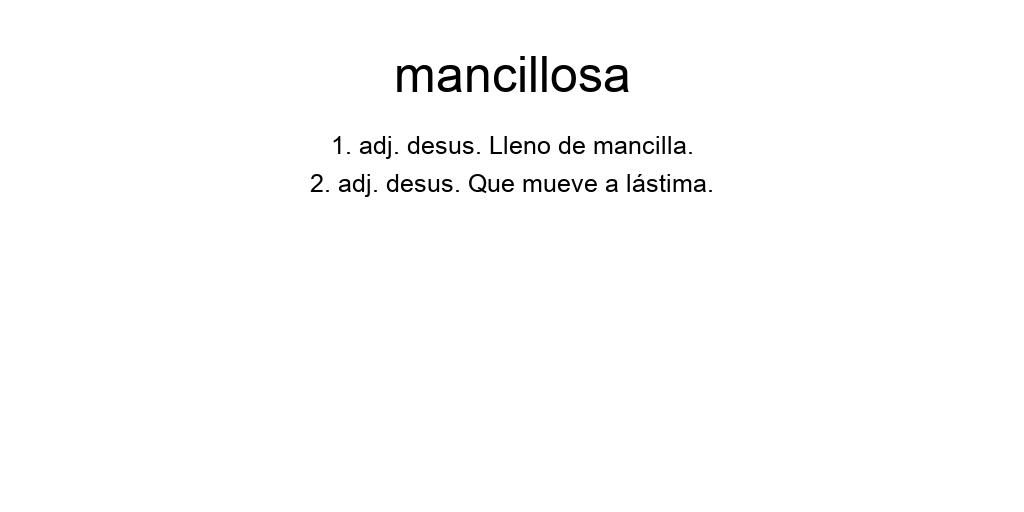 mancillosa
1. adj. desus. Lleno de mancilla.
2. adj. desus. Que mueve a lástima.